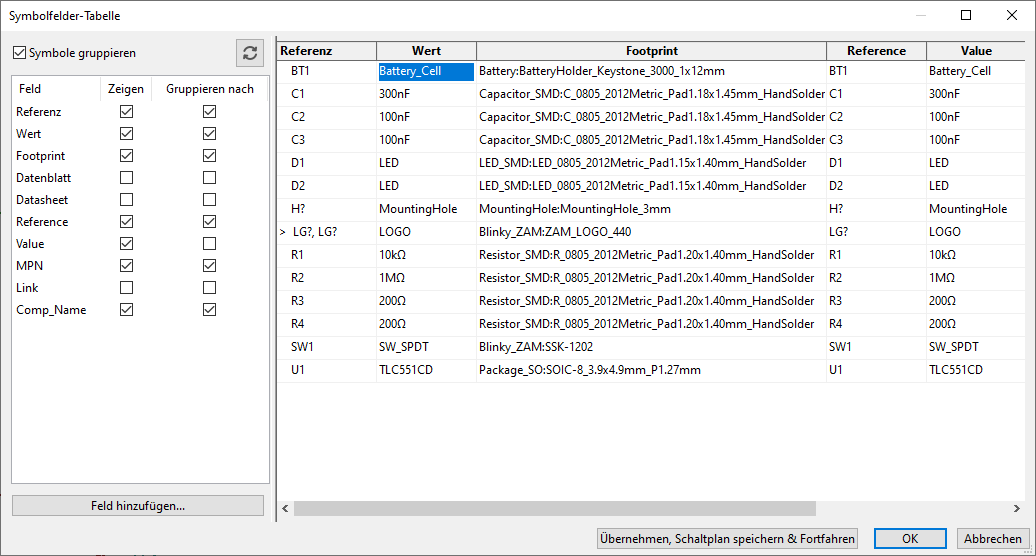 Symbolfelder-Tabelle
Symbole gruppieren
Feld Zeigen Gruppieren nach
Referenz
Wert
Footprint
Datenblatt
Datasheet
Reference
Value
MPN
Link
Comp_Name
Feld hinzufügen...
Referenz Wert Footprint Reference Value
BT1 Battery_Cell Battery:BatteryHolder_Keystone_3000_1x12mm BT1 Battery_Cell
C1 300nF Capacitor_SMD:C_0805_2012Metric_Pad1.18x1.45mm_HandSolder C1 300nF
C2 100nF Capacitor_SMD:C_0805_2012Metric_Pad1.18x1.45mm_HandSolder C2 100nF
C3 100nF Capacitor_SMD:C_0805_2012Metric_Pad1.18x1.45mm_HandSolder C3 100nF
D1 LED LED_SMD:LED_0805_2012Metric_Pad1.15x1.40mm_HandSolder D1 LED
D2 LED LED_SMD:LED_0805_2012Metric_Pad1.15x1.40mm_HandSolder D2 LED
H? MountingHole MountingHole:MountingHole_3mm H? MountingHole
> LG?, LG? LOGO Blinky_ZAM:ZAM_LOGO_440 LG? LOGO
R1 10kΩ Resistor_SMD:R_0805_2012Metric_Pad1.20x1.40mm_HandSolder R1 10kΩ
R2 1MΩ Resistor_SMD:R_0805_2012Metric_Pad1.20x1.40mm_HandSolder R2 1MΩ
R3 200Ω Resistor_SMD:R_0805_2012Metric_Pad1.20x1.40mm_HandSolder R3 200Ω
R4 200Ω Resistor_SMD:R_0805_2012Metric_Pad1.20x1.40mm_HandSolder R4 200Ω
SW1 SW_SPDT Blinky_ZAM:SSK-1202 SW1 SW_SPDT
U1 TLC551CD Package_SO:SOIC-8_3.9x4.9mm_P1.27mm U1 TLC551CD
Übernehmen, Schaltplan speichern & Fortfahren OK Abbrechen